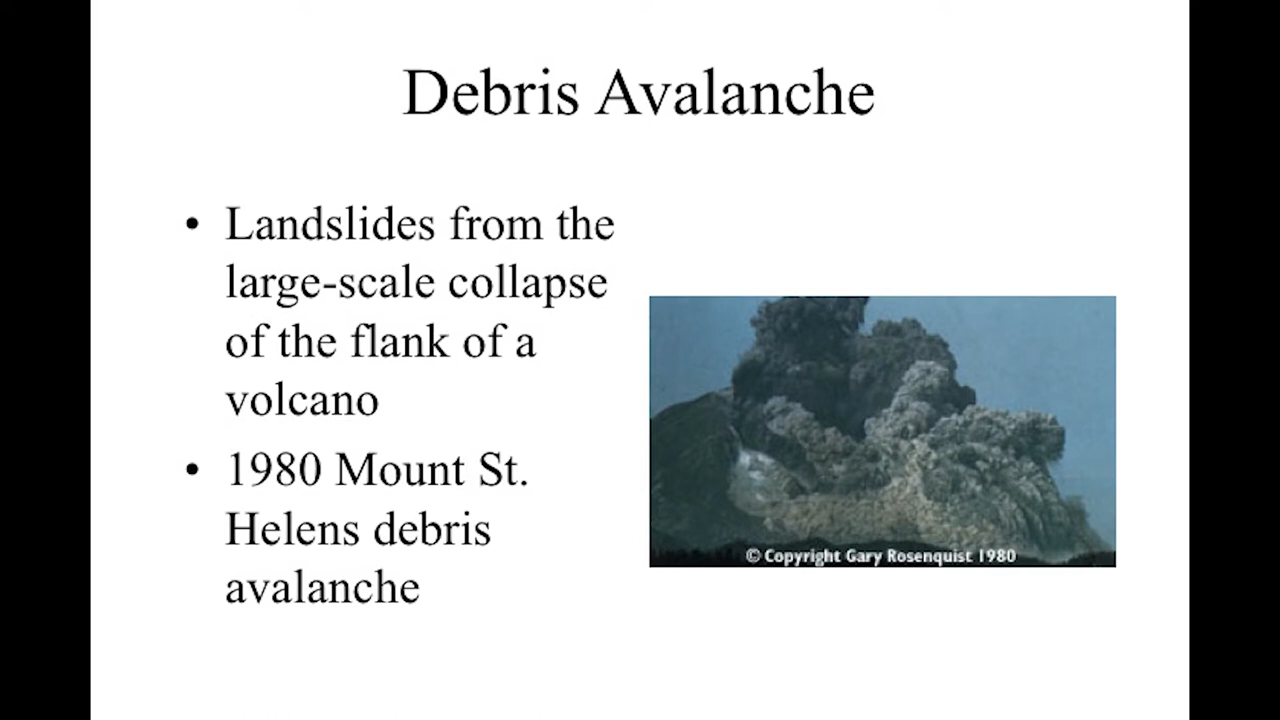 Debris Avalanche
• Landslides from the
large-scale collapse
of the flank of a
volcano
• 1980 Mount St.
Helens debris
avalanche
© Copyright Gary Rosenquist 1980